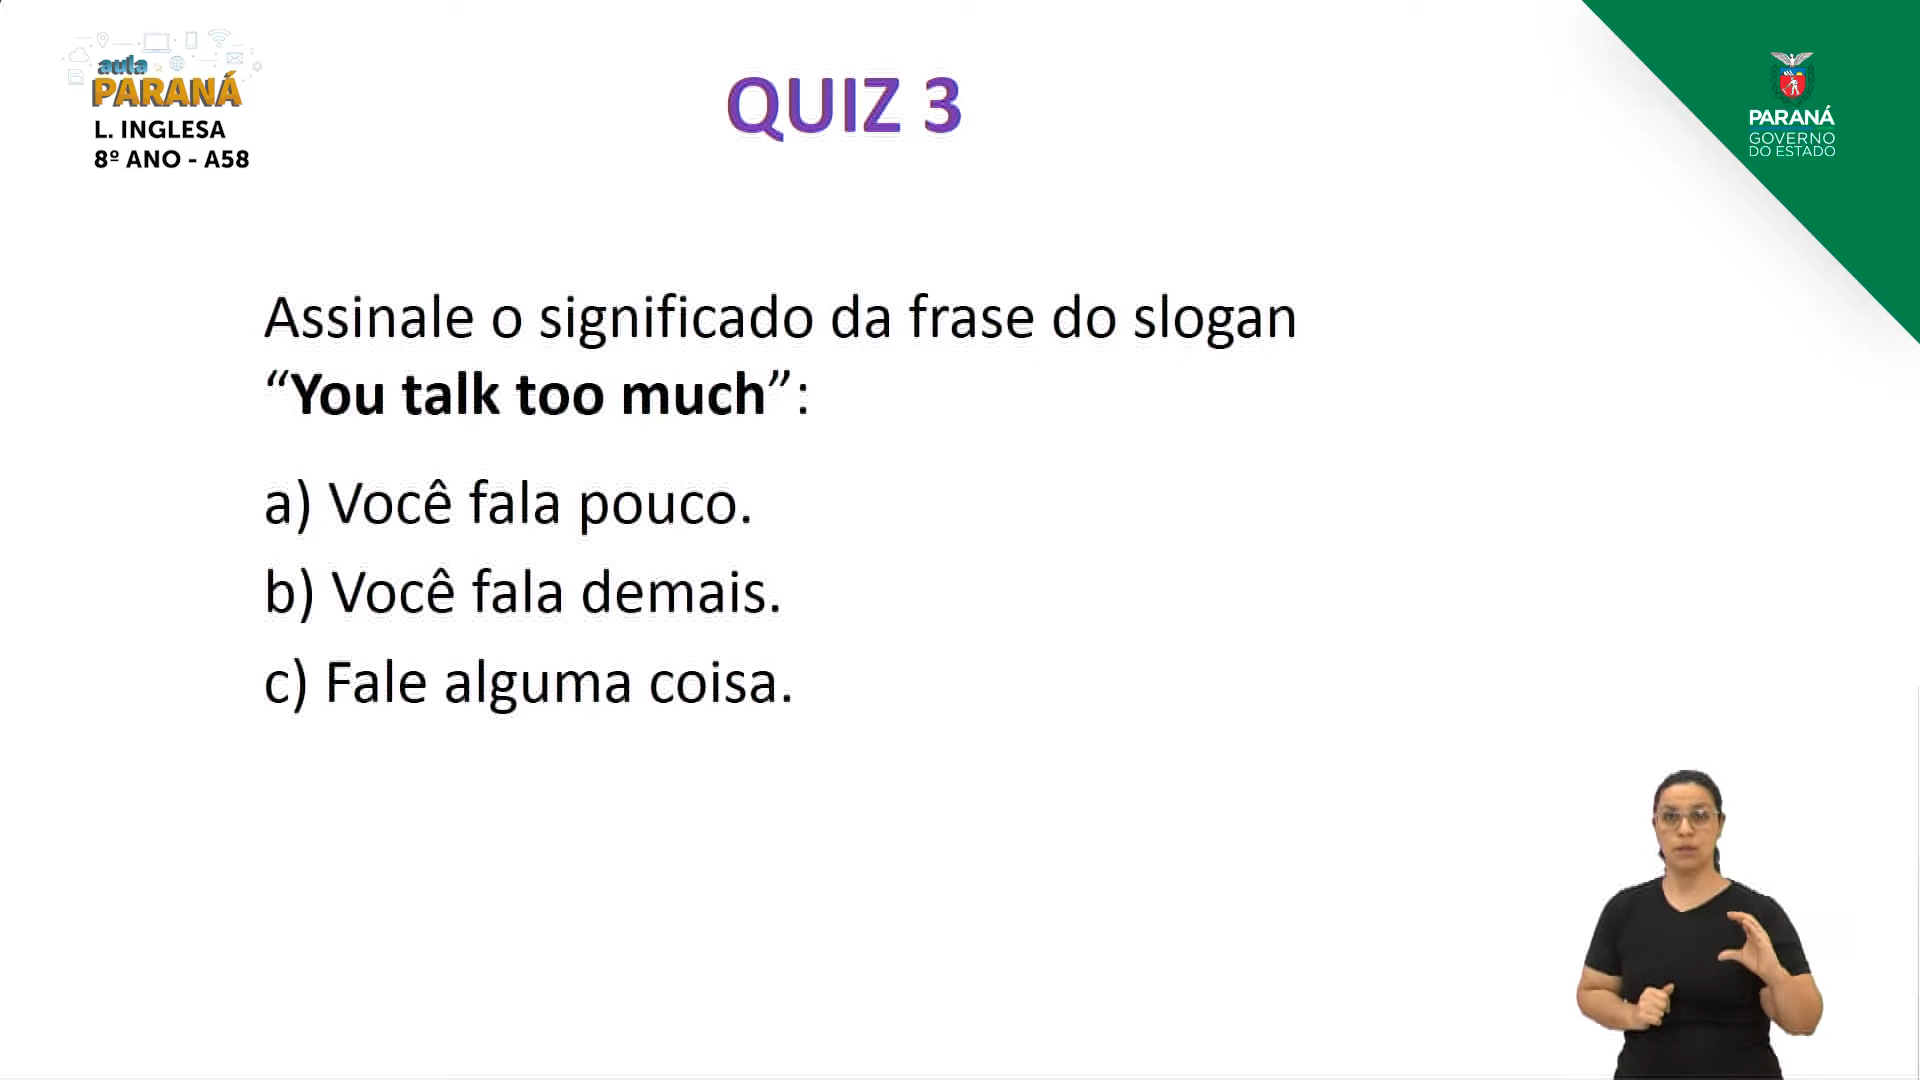 aula
PARANÁ
L. INGLESA
8º ANO - A58
QUIZ 3
PARANÁ
GOVERNO
DO ESTADO
Assinale o significado da frase do slogan
“You talk too much”:
a) Você fala pouco.
b) Você fala demais.
c) Fale alguma coisa.